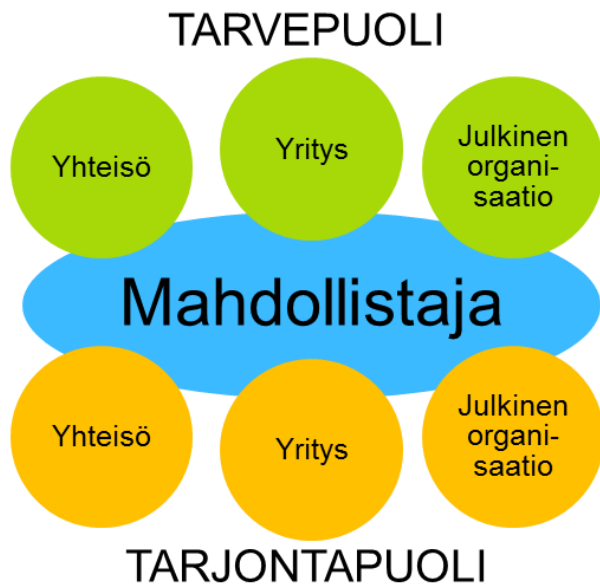 TARVEPUOLI
Yhteisö
Yritys
Julkinen
organi-
saatio
Mahdollistaja
Yhteisö
Yritys
Julkinen
organi-
saatio
TARJONTAPUOLI